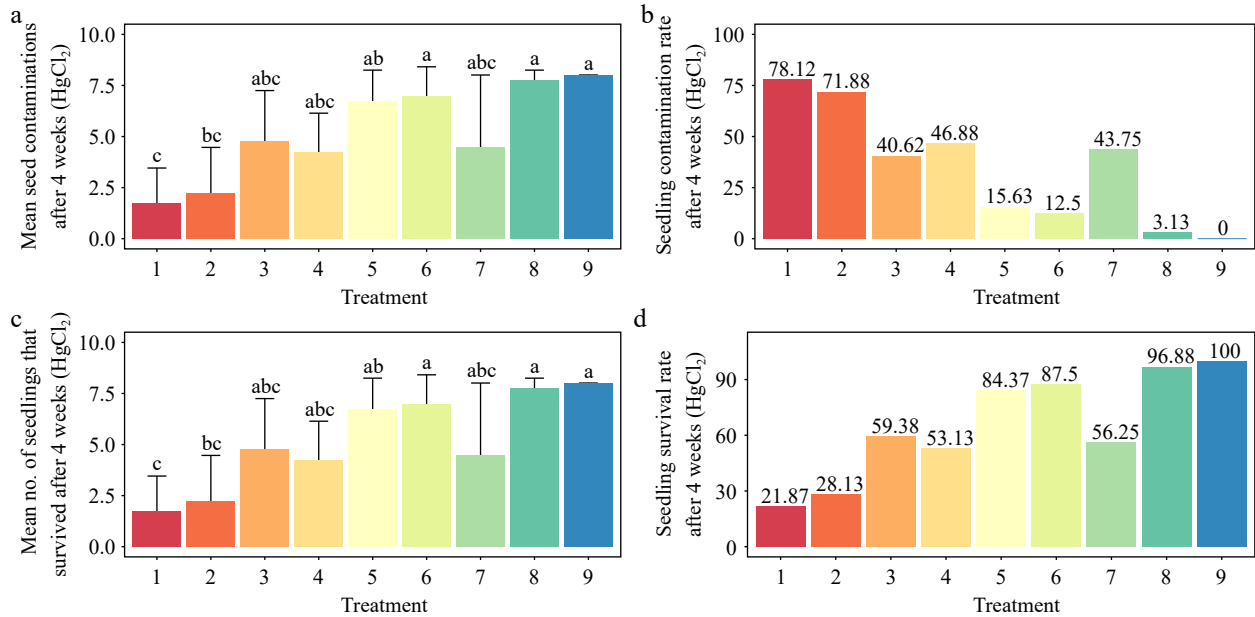 a
Mean seed contaminations
after 4 weeks (HgCl₂)
10.0
7.5
5.0
2.5
0.0
c
bc
abc
abc
ab
a
abc
a
a
1 2 3 4 5 6 7 8 9
Treatment
b
Seedling contamination rate
after 4 weeks (HgCl₂)
100
75
50
25
0
78.12
71.88
40.62
46.88
15.63
12.5
43.75
3.13
0
1 2 3 4 5 6 7 8 9
Treatment
c
Mean no. of seedlings that
survived after 4 weeks (HgCl₂)
10.0
7.5
5.0
2.5
0.0
c
bc
abc
abc
ab
a
abc
a
a
1 2 3 4 5 6 7 8 9
Treatment
d
Seedling survival rate
after 4 weeks (HgCl₂)
90
60
30
0
21.87
28.13
59.38
53.13
84.37
87.5
56.25
96.88
100
1 2 3 4 5 6 7 8 9
Treatment